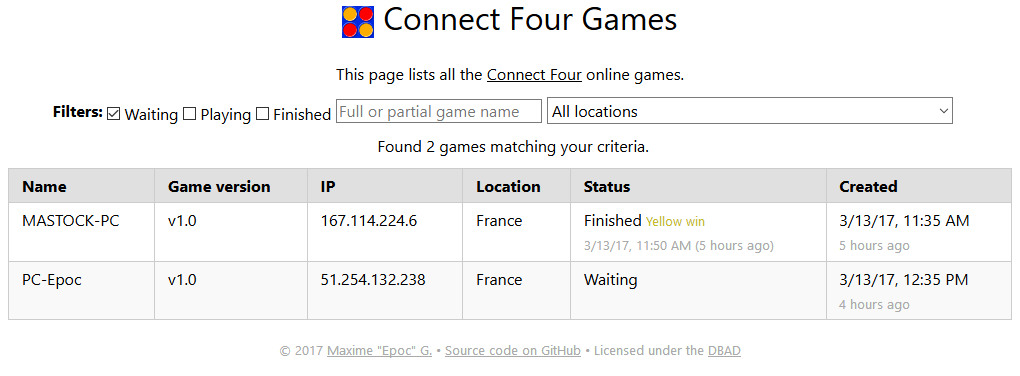 Connect Four Games
This page lists all the Connect Four online games.
Filters: Waiting Playing Finished Full or partial game name All locations
Found 2 games matching your criteria.
Name Game version IP Location Status Created
MASTOCK-PC v1.0 167.114.224.6 France Finished Yellow win 3/13/17, 11:35 AM
3/13/17, 11:50 AM (5 hours ago) 5 hours ago
PC-Epoc v1.0 51.254.132.238 France Waiting 3/13/17, 12:35 PM
4 hours ago
© 2017 Maxime "Epoc" G. • Source code on GitHub • Licensed under the DBAD